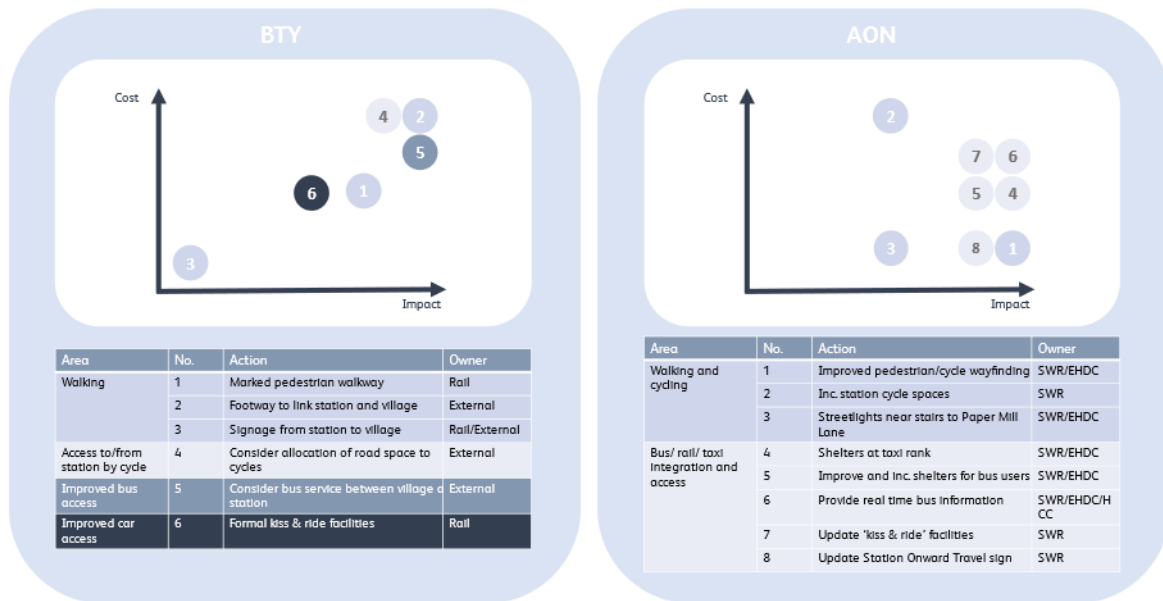 BTY
Cost
4
2
5
6
1
3
Impact
Area No. Action Owner
Walking 1 Marked pedestrian walkway Rail
2 Footway to link station and village External
3 Signage from station to village Rail/External
Access to/from 4 Consider allocation of road space to External
station by cycle cycles
Improved bus 5 Consider bus service between village External
access station
Improved car 6 Formal kiss & ride facilities Rail
access
AON
Cost
2
7 6
5 4
3 8 1
Impact
Area No. Action Owner
Walking and 1 Improved pedestrian/cycle wayfinding SWR/EHDC
cycling
2 Inc. station cycle spaces SWR
3 Streetlights near stairs to Paper Mill SWR/EHDC
Lane
Bus/ rail/ taxi 4 Shelters at taxi rank SWR/EHDC
integration and 5 Improve and inc. shelters for bus users SWR/EHDC
access
6 Provide real time bus information SWR/EHDC/H
CC
7 Update 'kiss & ride' facilities SWR
8 Update Station Onward Travel sign SWR